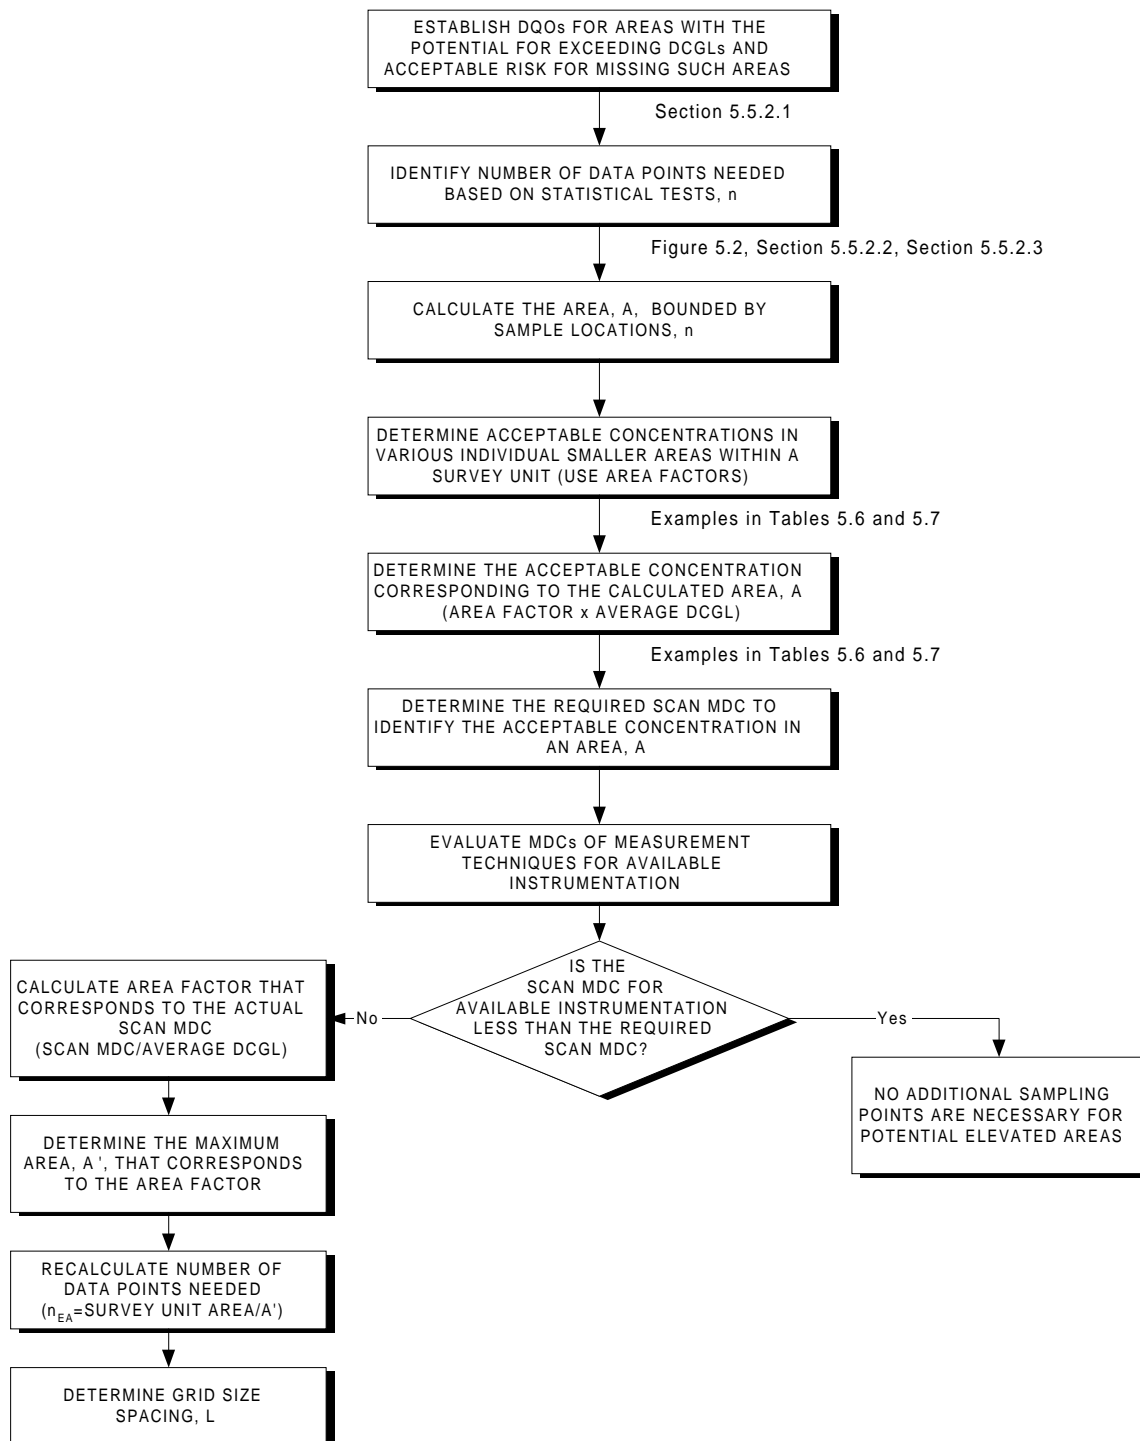 ESTABLISH DQOs FOR AREAS WITH THE
POTENTIAL FOR EXCEEDING DCGLs AND
ACCEPTABLE RISK FOR MISSING SUCH AREAS
Section 5.5.2.1
IDENTIFY NUMBER OF DATA POINTS NEEDED
BASED ON STATISTICAL TESTS, n
Figure 5.2, Section 5.5.2.2, Section 5.5.2.3
CALCULATE THE AREA, A, BOUNDED BY
SAMPLE LOCATIONS, n
DETERMINE ACCEPTABLE CONCENTRATIONS IN
VARIOUS INDIVIDUAL SMALLER AREAS WITHIN A
SURVEY UNIT (USE AREA FACTORS)
Examples in Tables 5.6 and 5.7
DETERMINE THE ACCEPTABLE CONCENTRATION
CORRESPONDING TO THE CALCULATED AREA, A
(AREA FACTOR x AVERAGE DCGL)
Examples in Tables 5.6 and 5.7
DETERMINE THE REQUIRED SCAN MDC TO
IDENTIFY THE ACCEPTABLE CONCENTRATION IN
AN AREA, A
EVALUATE MDCs OF MEASUREMENT
TECHNIQUES FOR AVAILABLE
INSTRUMENTATION
IS THE
SCAN MDC FOR
AVAILABLE INSTRUMENTATION
LESS THAN THE REQUIRED
SCAN MDC?
No
Yes
CALCULATE AREA FACTOR THAT
CORRESPONDS TO THE ACTUAL
SCAN MDC
(SCAN MDC/AVERAGE DCGL)
NO ADDITIONAL SAMPLING
POINTS ARE NECESSARY FOR
POTENTIAL ELEVATED AREAS
DETERMINE THE MAXIMUM
AREA, A', THAT CORRESPONDS
TO THE AREA FACTOR
RECALCULATE NUMBER OF
DATA POINTS NEEDED
(nEA=SURVEY UNIT AREA/A')
DETERMINE GRID SIZE
SPACING, L